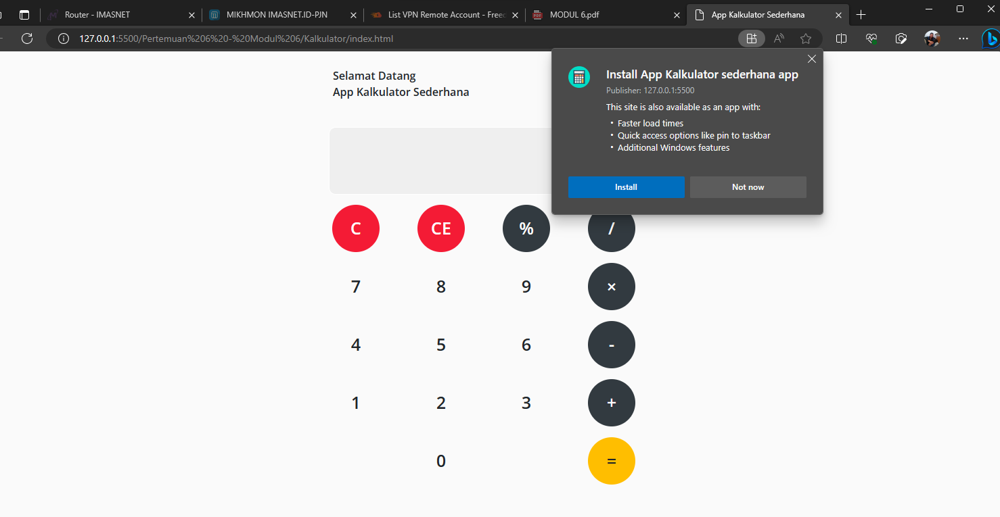 Router - IMASNET
MIKHMON IMASNET.ID-PJN
List VPN Remote Account - Freec
MODUL 6.pdf
App Kalkulator Sederhana
127.0.0.1:5500/Pertemuan%206%20-%20Modul%206/Kalkulator/index.html
Selamat Datang
App Kalkulator Sederhana
Install App Kalkulator sederhana app
Publisher: 127.0.0.1:5500
This site is also available as an app with:
• Faster load times
• Quick access options like pin to taskbar
• Additional Windows features
Install Not now
C CE % /
7 8 9 ×
4 5 6 -
1 2 3 +
0 =